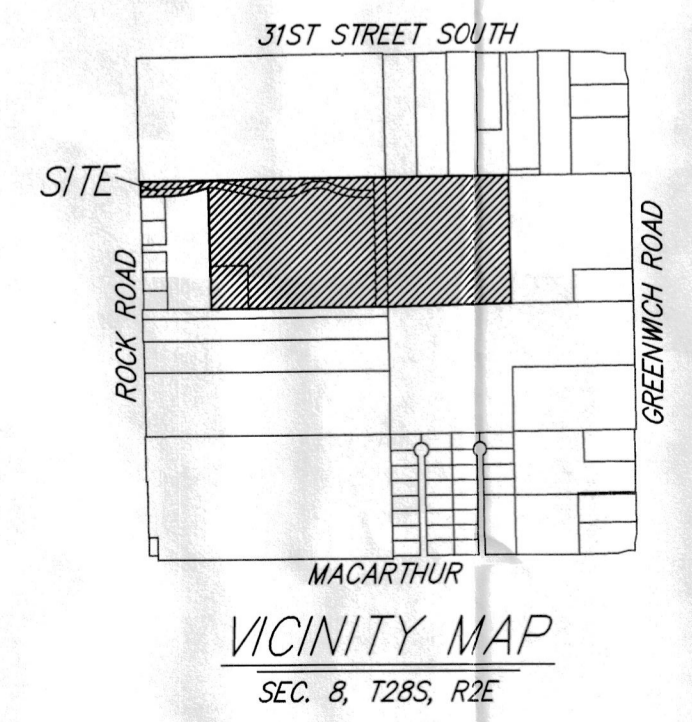 31ST STREET SOUTH
SITE
ROCK ROAD
GREENWICH ROAD
MACARTHUR
VICINITY MAP
SEC. 8, T28S, R2E